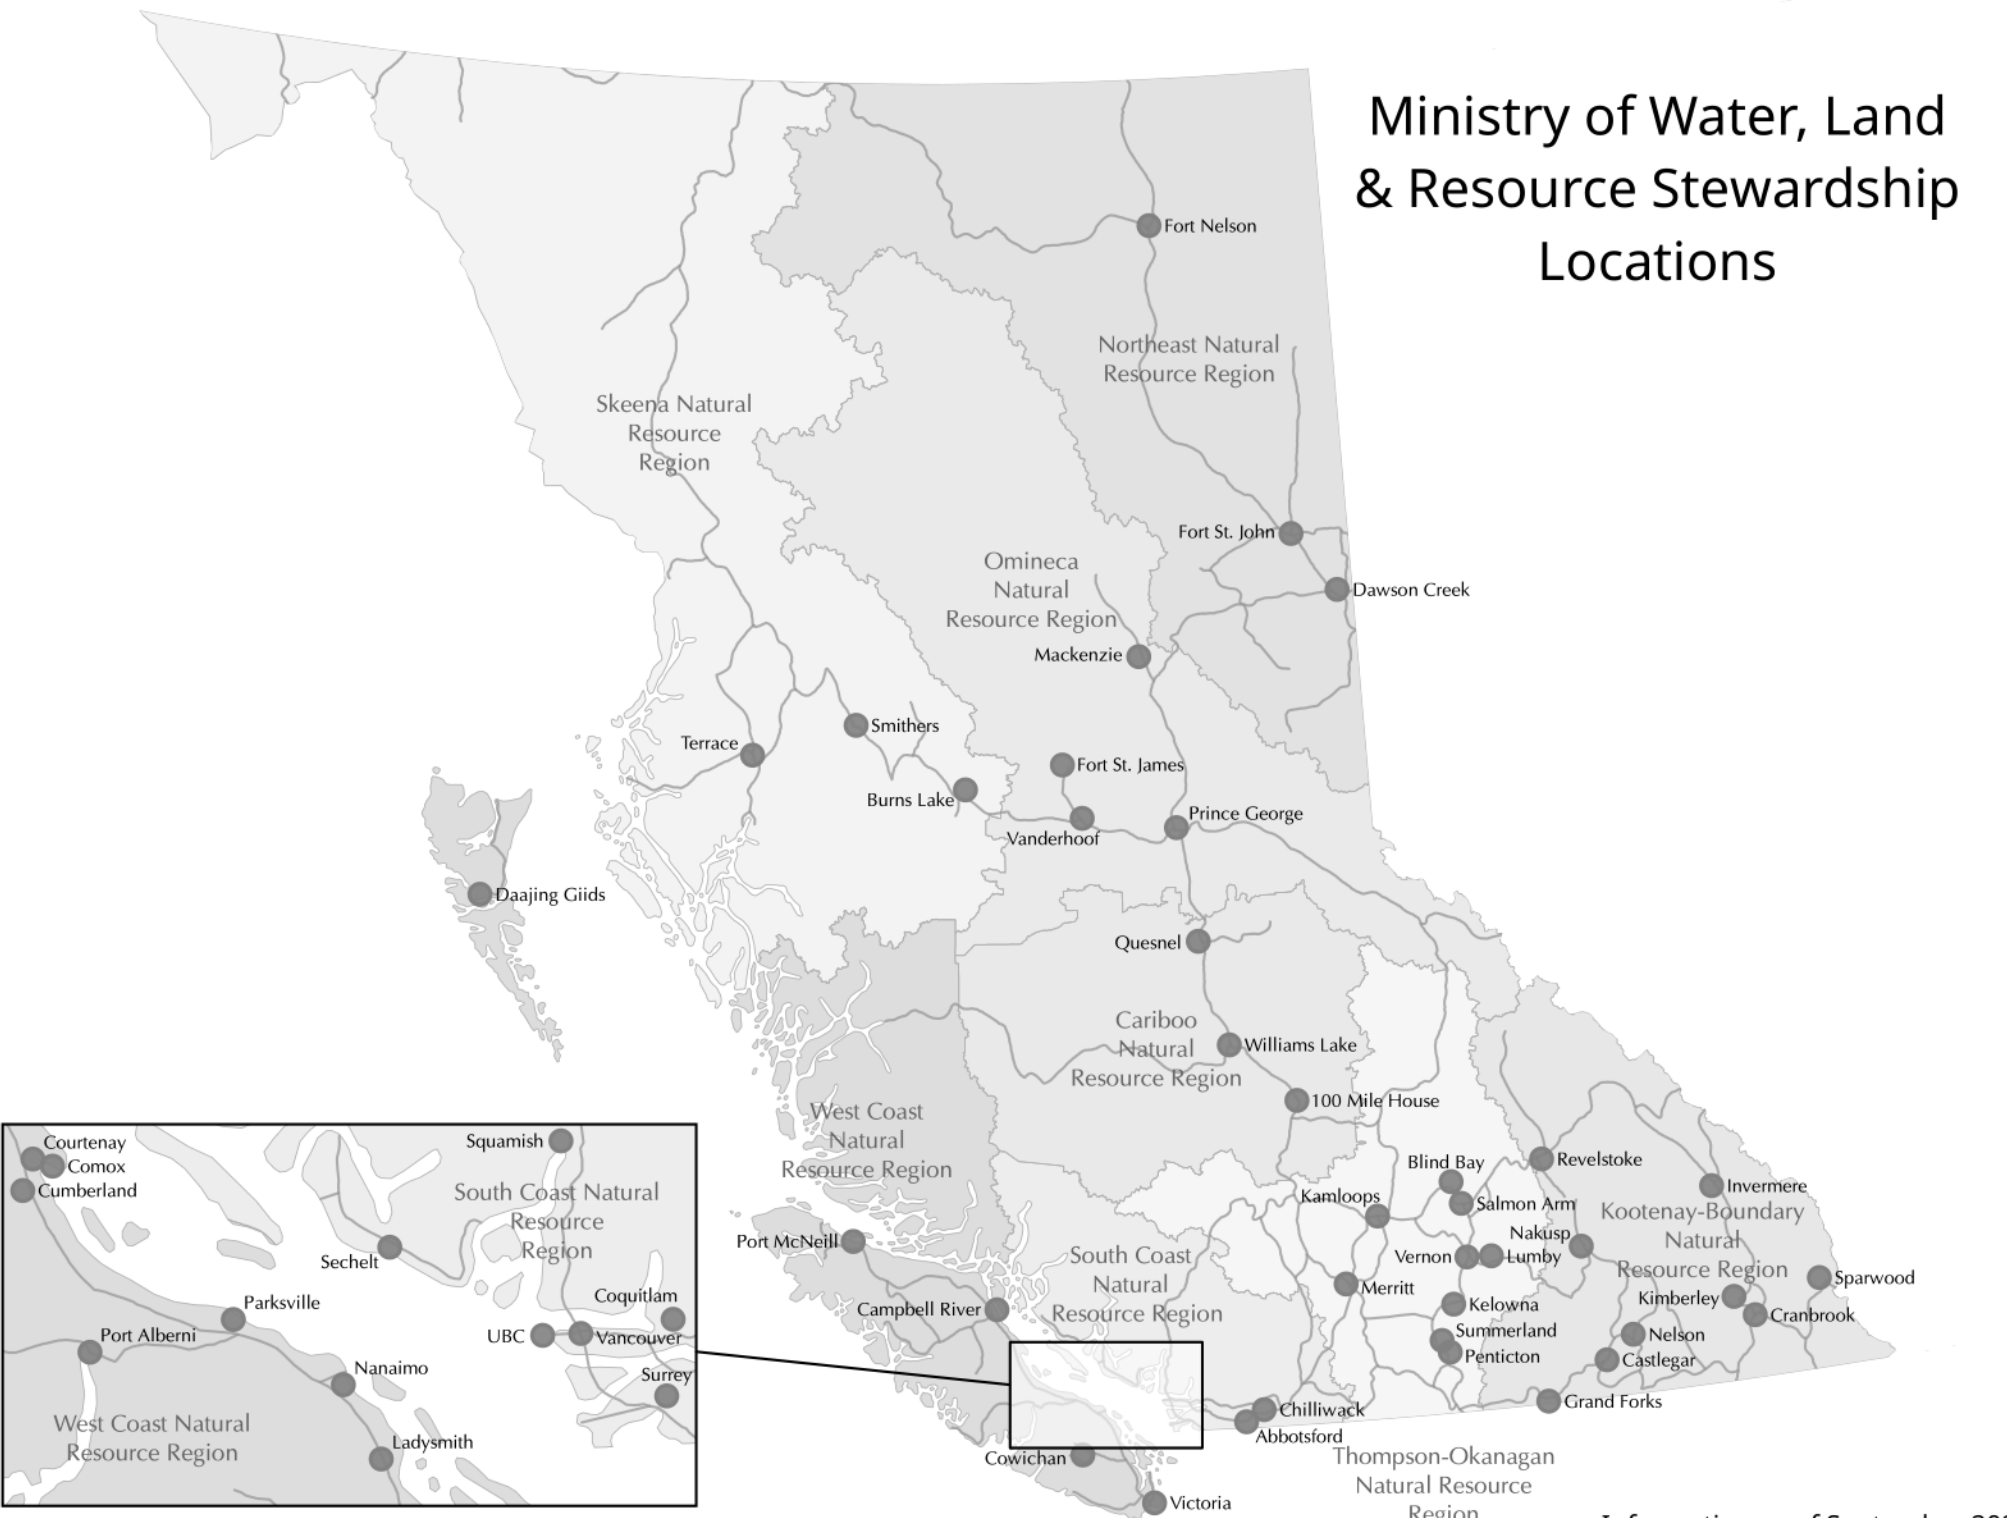 Ministry of Water, Land
& Resource Stewardship
Locations
Fort Nelson
Northeast Natural
Resource Region
Skeena Natural
Resource
Region
Fort St. John
Omineca
Natural
Resource Region
Dawson Creek
Mackenzie
Smithers
Terrace
Fort St. James
Burns Lake
Prince George
Vanderhoof
Daajing Giids
Quesnel
Cariboo
Natural
Resource Region
Williams Lake
100 Mile House
West Coast
Natural
Resource Region
Blind Bay
Revelstoke
Kamloops
Salmon Arm
Invermere
Kootenay-Boundary
Natural
Resource Region
Nakusp
Port McNeill
South Coast
Natural
Resource Region
Vernon
Lumby
Merritt
Sparwood
Kimberley
Campbell River
Kelowna
Cranbrook
Summerland
Nelson
Penticton
Castlegar
Grand Forks
Chilliwack
Abbotsford
Cowichan
Thompson-Okanagan
Natural Resource
Region
Victoria
Courtenay
Comox
Cumberland
Squamish
South Coast Natural
Resource
Region
Sechelt
Parksville
Coquitlam
Port Alberni
UBC
Vancouver
Nanaimo
Surrey
West Coast Natural
Resource Region
Ladysmith